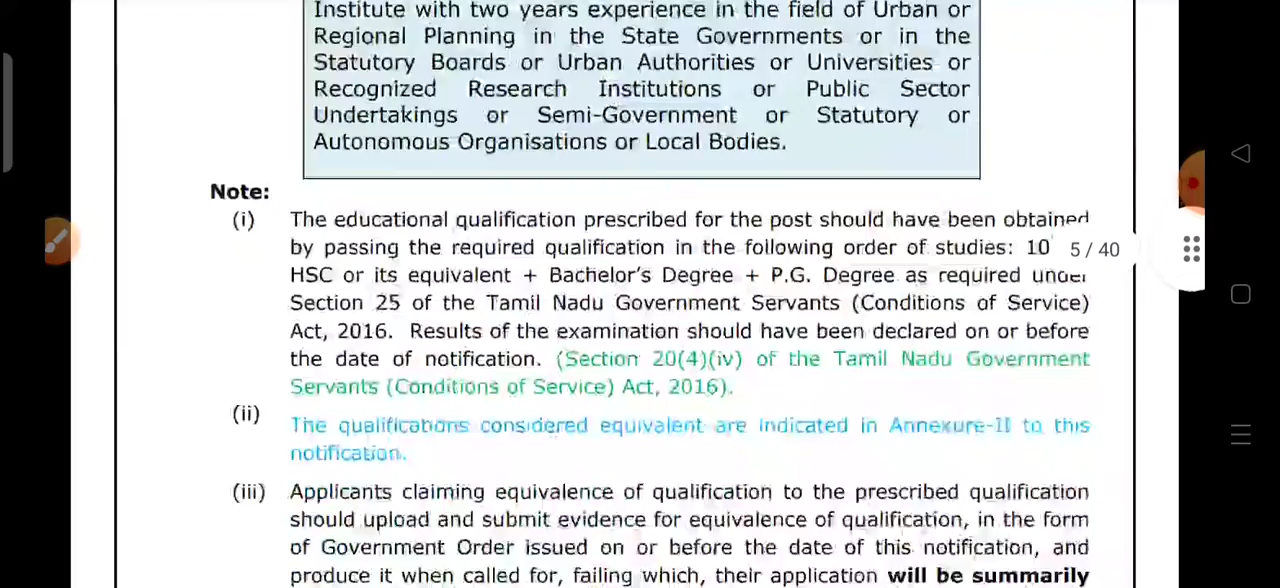 Institute with two years experience in the field of Urban or
Regional Planning in the State Governments or in the
Statutory Boards or Urban Authorities or Universities or
Recognized Research Institutions or Public Sector
Undertakings or Semi-Government or Statutory or
Autonomous Organisations or Local Bodies.
Note:
(i) The educational qualification prescribed for the post should have been obtained
by passing the required qualification in the following order of studies: 10
5 / 40
HSC or its equivalent + Bachelor's Degree + P.G. Degree as required under
Section 25 of the Tamil Nadu Government Servants (Conditions of Service)
Act, 2016. Results of the examination should have been declared on or before
the date of notification. (Section 20(4)(iv) of the Tamil Nadu Government
Servants (Conditions of Service) Act, 2016).
(ii) The qualifications considered equivalent are indicated in Annexure-II to this
notification.
(iii) Applicants claiming equivalence of qualification to the prescribed qualification
should upload and submit evidence for equivalence of qualification, in the form
of Government Order issued on or before the date of this notification, and
produce it when called for, failing which, their application will be summarily